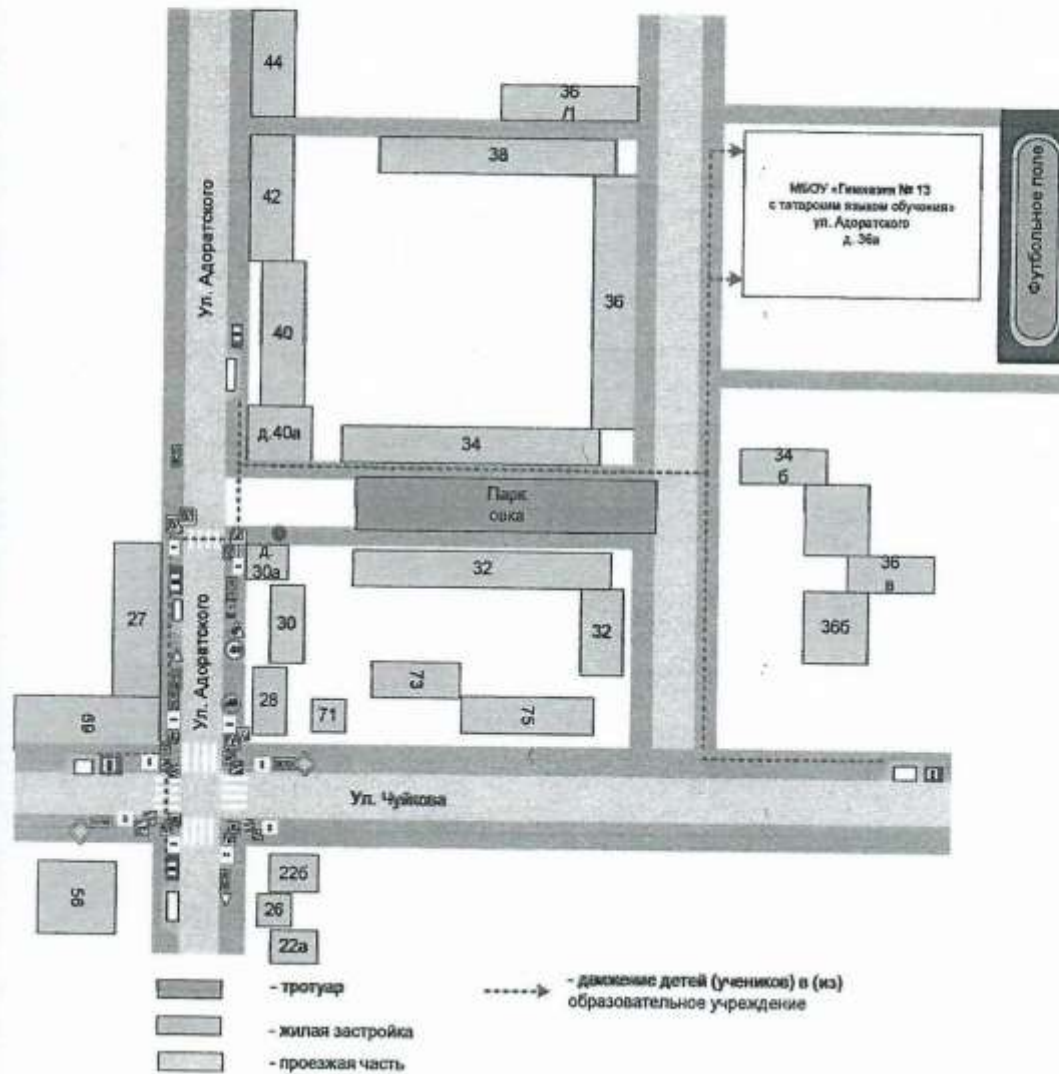 44
36
/1
38
42
Ул. Адоратского
МБОУ «Гимназия № 13
с татарским языком обучения»
ул. Адоратского
д. 36а
Футбольное поле
40
36
д.40а
34
34
б
Парк
овка
27
д.
30а
32
36
в
Ул. Адоратского
30
32
36б
69
28
71
73
75
Ул. Чуйкова
56
22б
26
22а
- тротуар
- жилая застройка
- проезжая часть
- движение детей (учеников) в (из)
образовательное учреждение